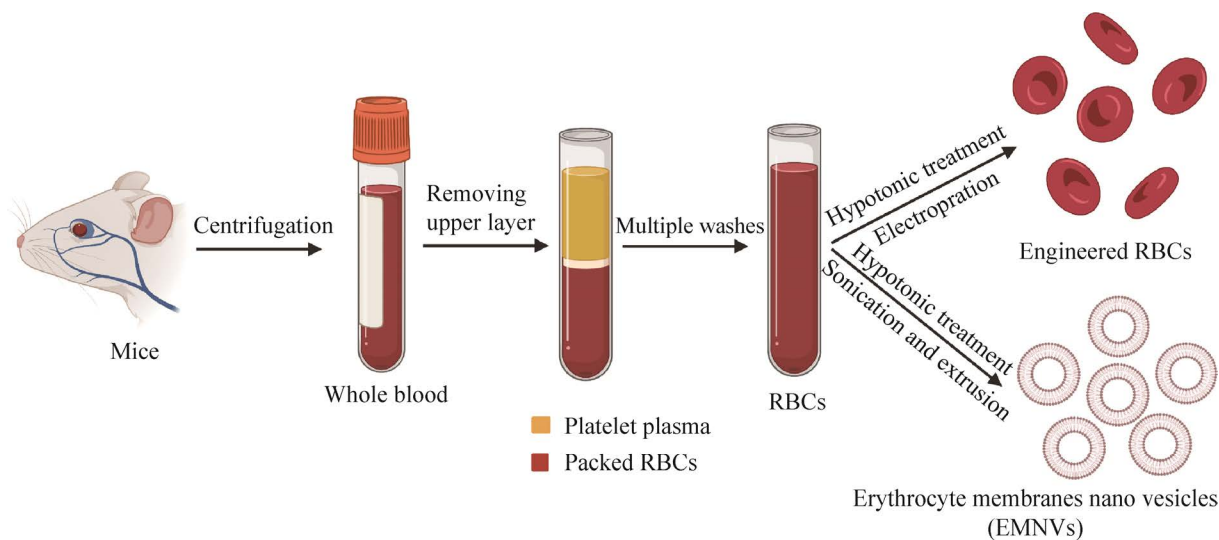 Mice
Centrifugation
Whole blood
Removing
upper layer
Platelet plasma
Packed RBCs
Multiple washes
RBCs
Hypotonic treatment
Electropration
Hypotonic treatment
Sonication and extrusion
Engineered RBCs
Erythrocyte membranes nano vesicles
(EMNVs)